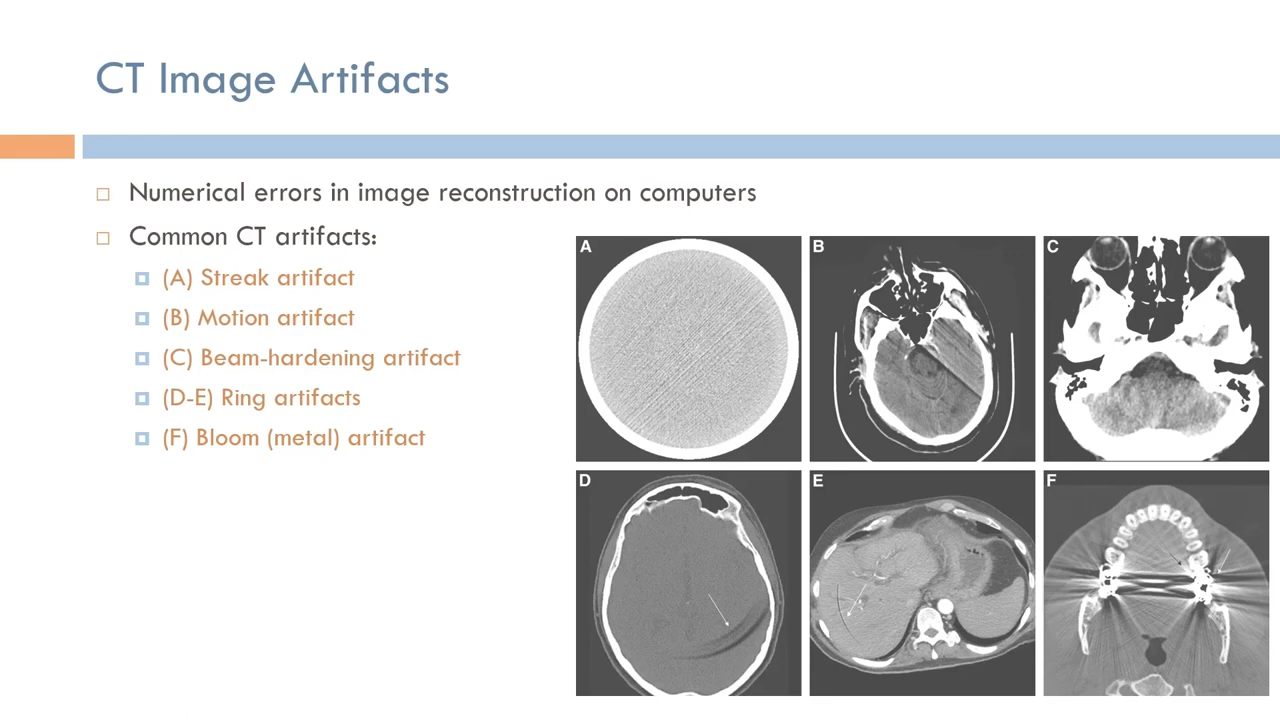 CT Image Artifacts
Numerical errors in image reconstruction on computers
Common CT artifacts:
(A) Streak artifact
(B) Motion artifact
(C) Beam-hardening artifact
(D-E) Ring artifacts
(F) Bloom (metal) artifact
A
B
C
D
E
F